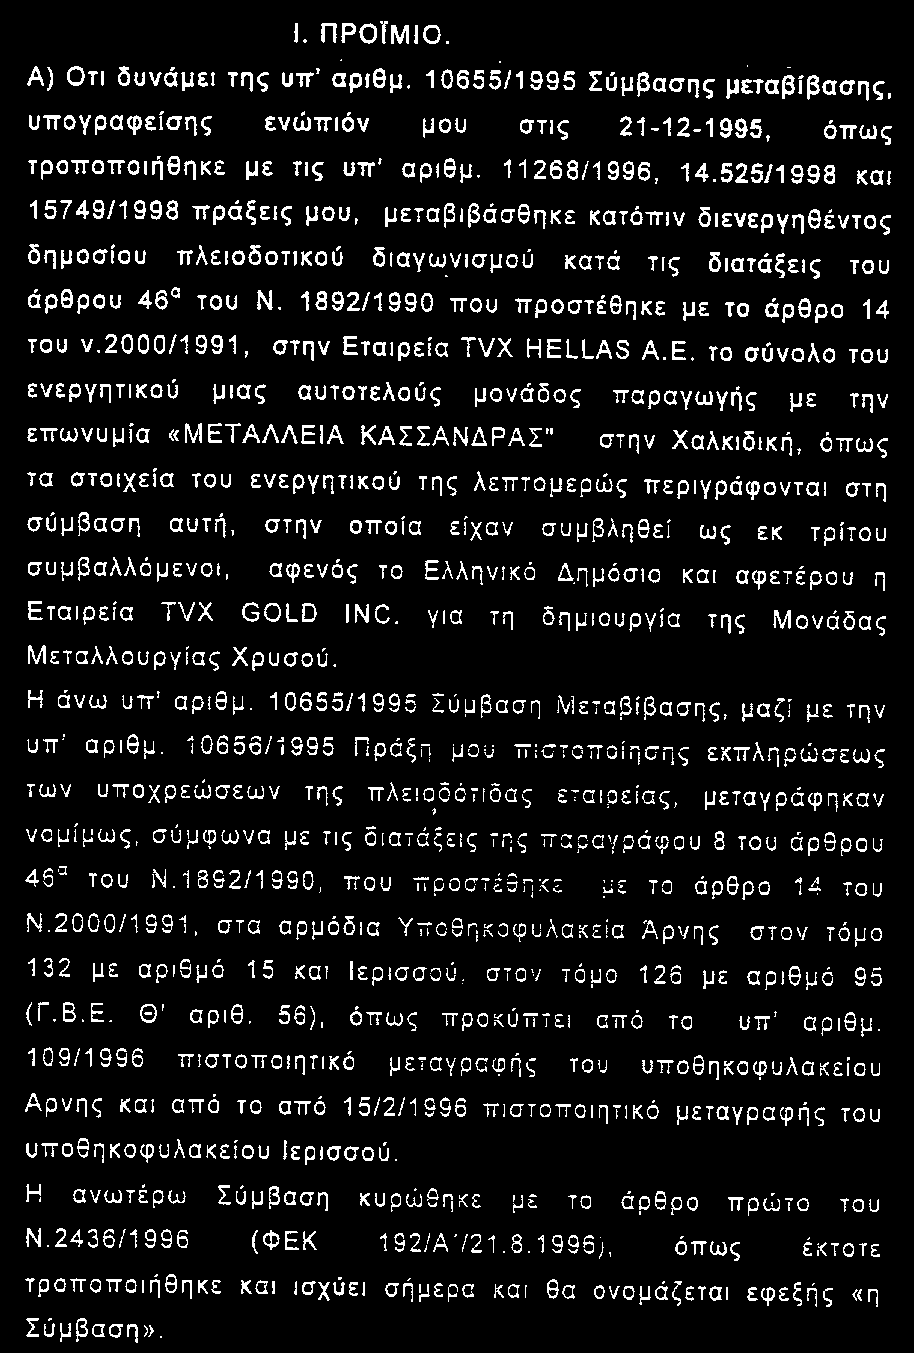 Ι. ΠΡΟΪΜΙΟ.
Α) Οτι δυνάμει της υπ' αριθμ. 10655/1995 Σύμβασης μεταβίβασης,
υπογραφείσης ενώπιόν μου στις 21-12-1995, όπως
τροποποιήθηκε με τις υπ' αριθμ. 11268/1996, 14.525/1998 και
15749/1998 πράξεις μου, μεταβιβάσθηκε κατόπιν διενεργηθέντος
δημοσίου πλειοδοτικού διαγωνισμού κατά τις διατάξεις του
άρθρου 46α του Ν. 1892/1990 που προστέθηκε με το άρθρο 14
του ν.2000/1991, στην Εταιρεία TVX HELLAS A.E. το σύνολο του
ενεργητικού μιας αυτοτελούς μονάδος παραγωγής με την
επωνυμία «ΜΕΤΑΛΛΕΙΑ ΚΑΣΣΑΝΔΡΑΣ" στην Χαλκιδική, όπως
τα στοιχεία του ενεργητικού της λεπτομερώς περιγράφονται στη
σύμβαση αυτή, στην οποία είχαν συμβληθεί ως εκ τρίτου
συμβαλλόμενοι, αφενός το Ελληνικό Δημόσιο και αφετέρου η
Εταιρεία TVX GOLD INC. για τη δημιουργία της Μονάδας
Μεταλλουργίας Χρυσού.
Η άνω υπ' αριθμ. 10655/1995 Σύμβαση Μεταβίβασης, μαζί με την
υπ' αριθμ. 10656/1995 Πράξη μου πιστοποίησης εκπληρώσεως
των υποχρεώσεων της πλειοδότιδας εταιρείας, μεταγράφηκαν
νομίμως, σύμφωνα με τις διατάξεις της παραγράφου 8 του άρθρου
46α του Ν.1892/1990, που προστέθηκε με το άρθρο 14 του
Ν.2000/1991, στα αρμόδια Υποθηκοφυλακεία Άρνης στον τόμο
132 με αριθμό 15 και Ιερισσού, στον τόμο 126 με αριθμό 95
(Γ.Β.Ε. Θ' αριθ. 56), όπως προκύπτει από το υπ' αριθμ.
109/1996 πιστοποιητικό μεταγραφής του υποθηκοφυλακείου
Αρνης και από το από 15/2/1996 πιστοποιητικό μεταγραφής του
υποθηκοφυλακείου Ιερισσού.
Η ανωτέρω Σύμβαση κυρώθηκε με το άρθρο πρώτο του
Ν.2436/1996 (ΦΕΚ 192/Α'/21.8.1996), όπως έκτοτε
τροποποιήθηκε και ισχύει σήμερα και θα ονομάζεται εφεξής «η
Σύμβαση».